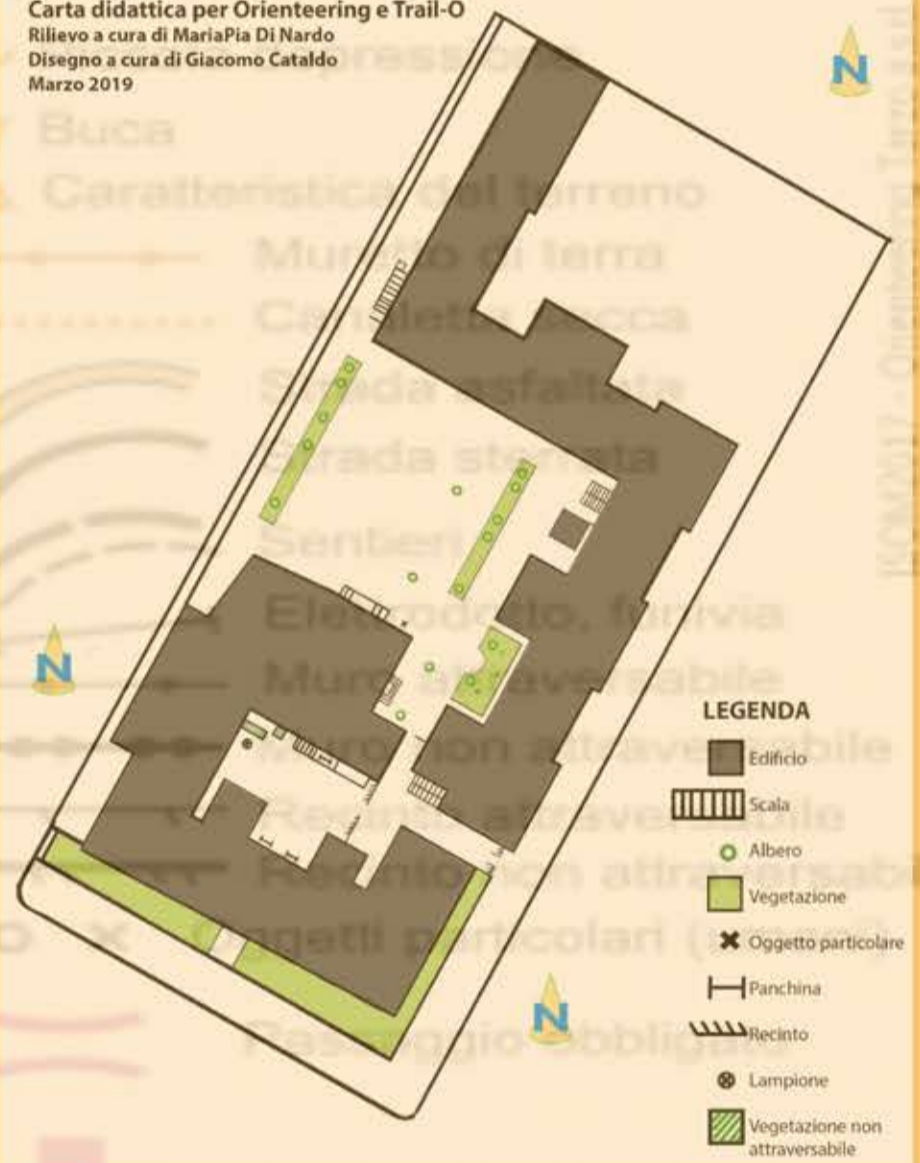 Carta didattica per Orienteering e Trail-O
Rilievo a cura di MariaPia Di Nardo
Disegno a cura di Giacomo Cataldo
Marzo 2019
depressione
Buca
Caratteristica del terreno
Muretto di terra
Canaletta secca
Strada asfaltata
Strada sterrata
Sentieri
Elettrodotto, funivia
Muro attraversabile
Muro non attraversabile
Recinto attraversabile
Recinto non attraversabi
Oggetti particolari
Passaggio obbligato
N
N
N
LEGENDA
Edificio
Scala
Albero
Vegetazione
Oggetto particolare
Panchina
Recinto
Lampione
Vegetazione non
attraversabile